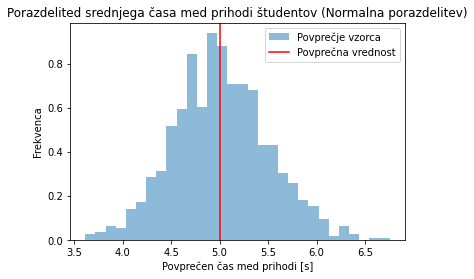 Porazdelited srednjega časa med prihodi študentov (Normalna porazdelitev)
Povprečje vzorca
Povprečna vrednost
Frekvenca
0.8
0.6
0.4
0.2
0.0
3.5 4.0 4.5 5.0 5.5 6.0 6.5
Povprečen čas med prihodi [s]